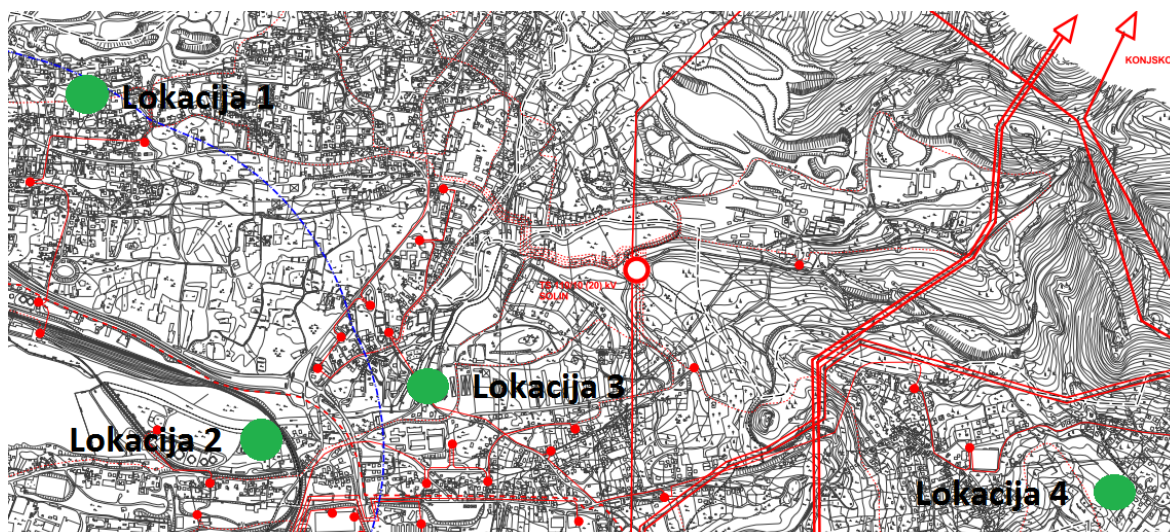 KONJSKO
Lokacija 1
TS 110/10(20) kV
SOLIN
Lokacija 3
Lokacija 2
Lokacija 4